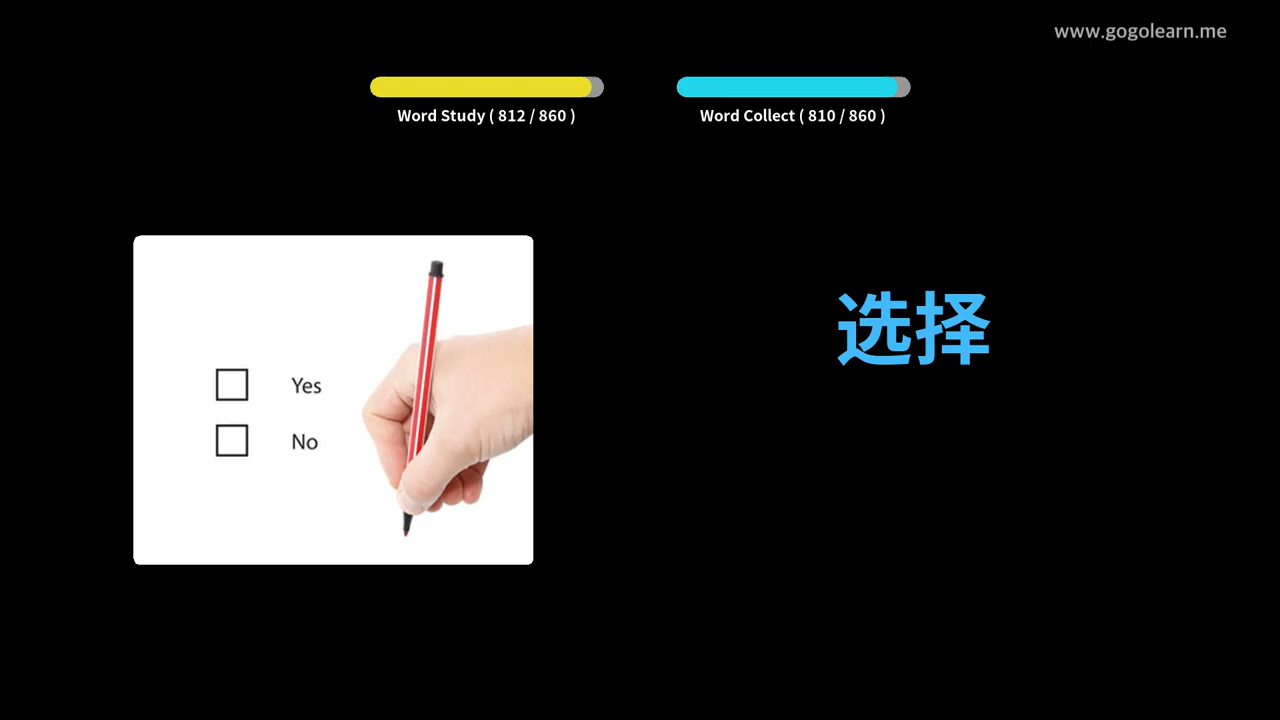 www.gogolearn.me
Word Study ( 812 / 860 )
Word Collect ( 810 / 860 )
选择
Yes
No